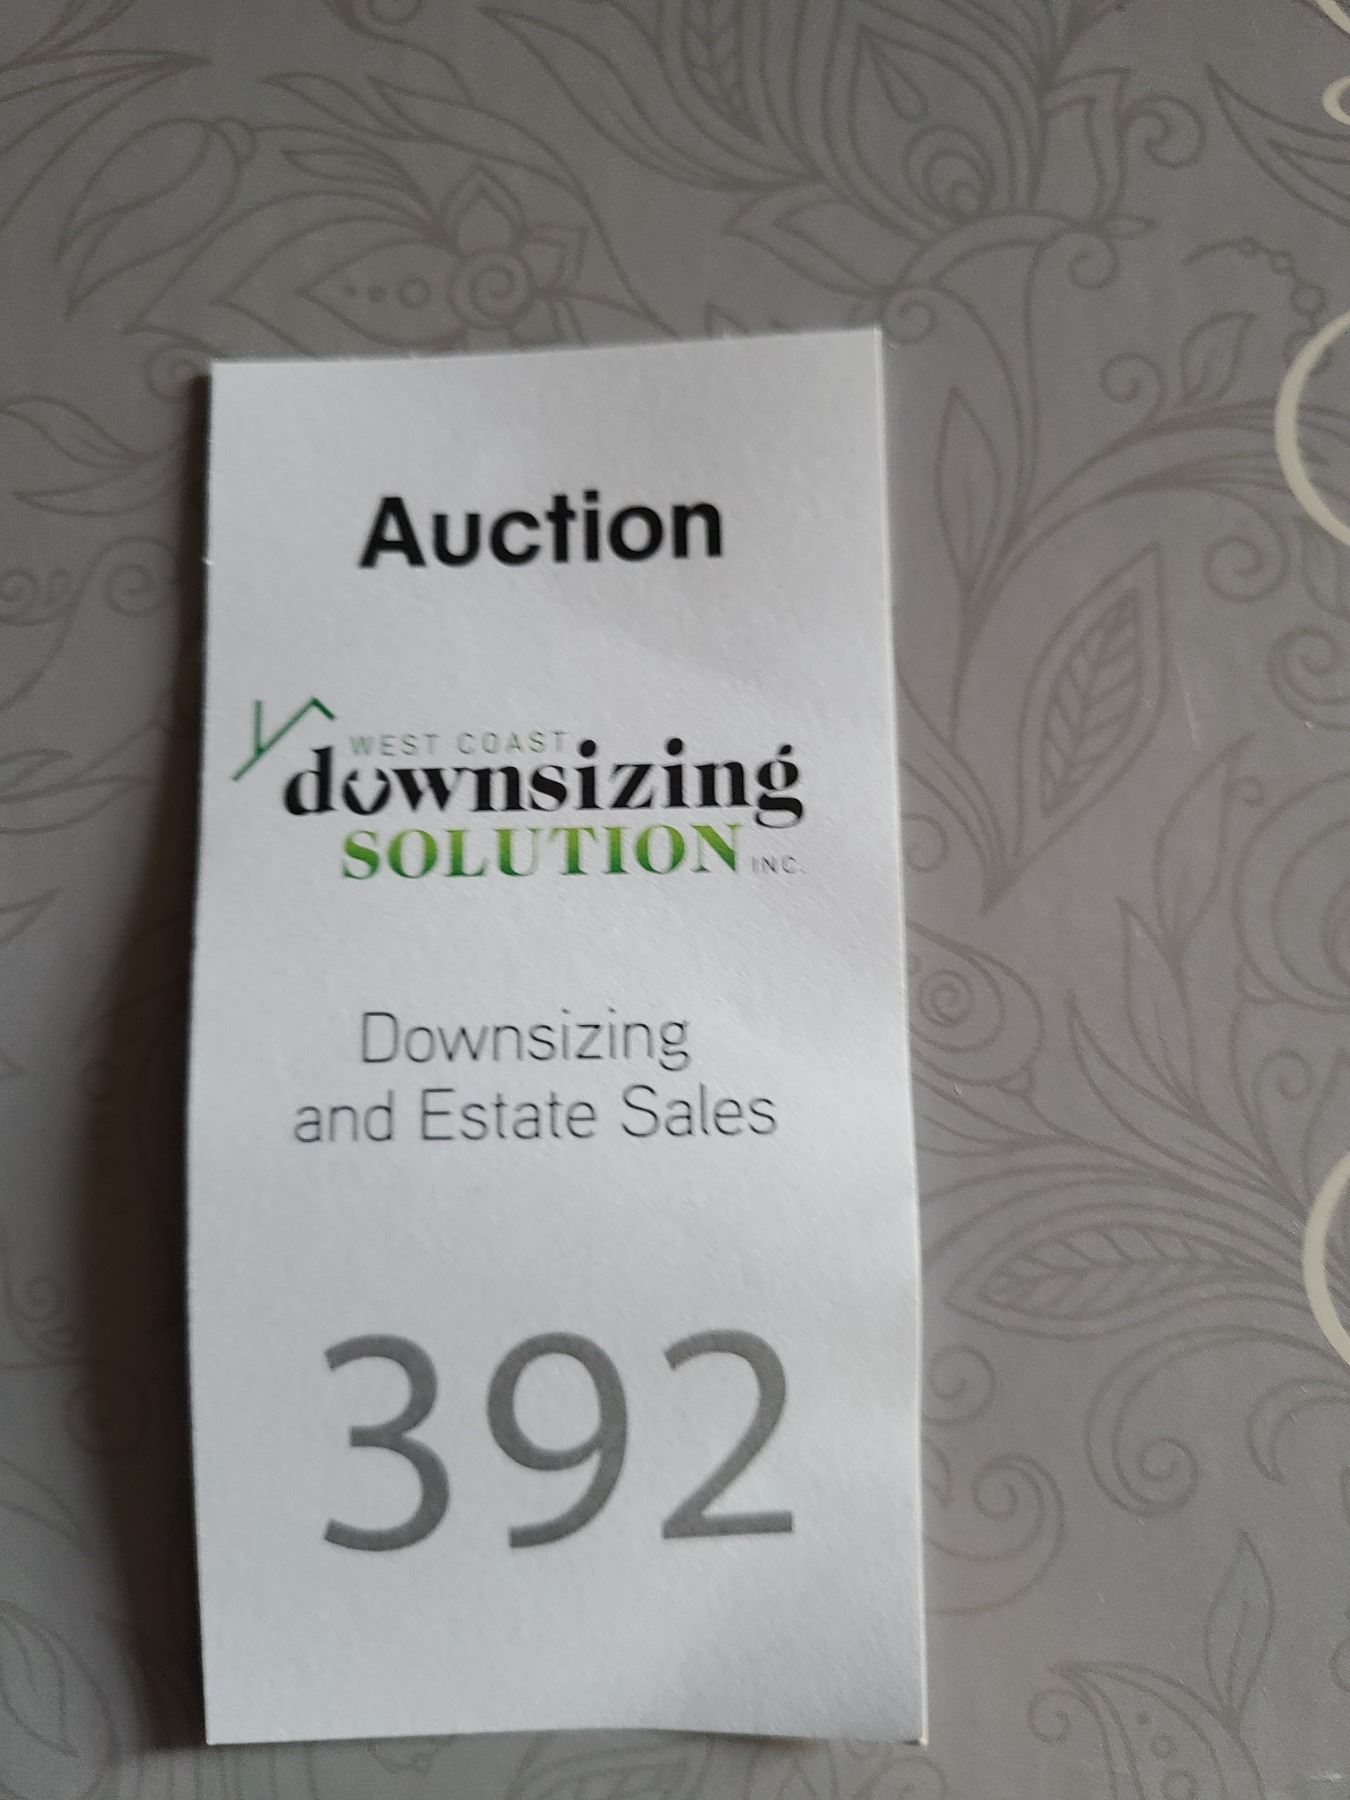 Auction
WEST COAST
downsizing
SOLUTION INC.
Downsizing
and Estate Sales
392